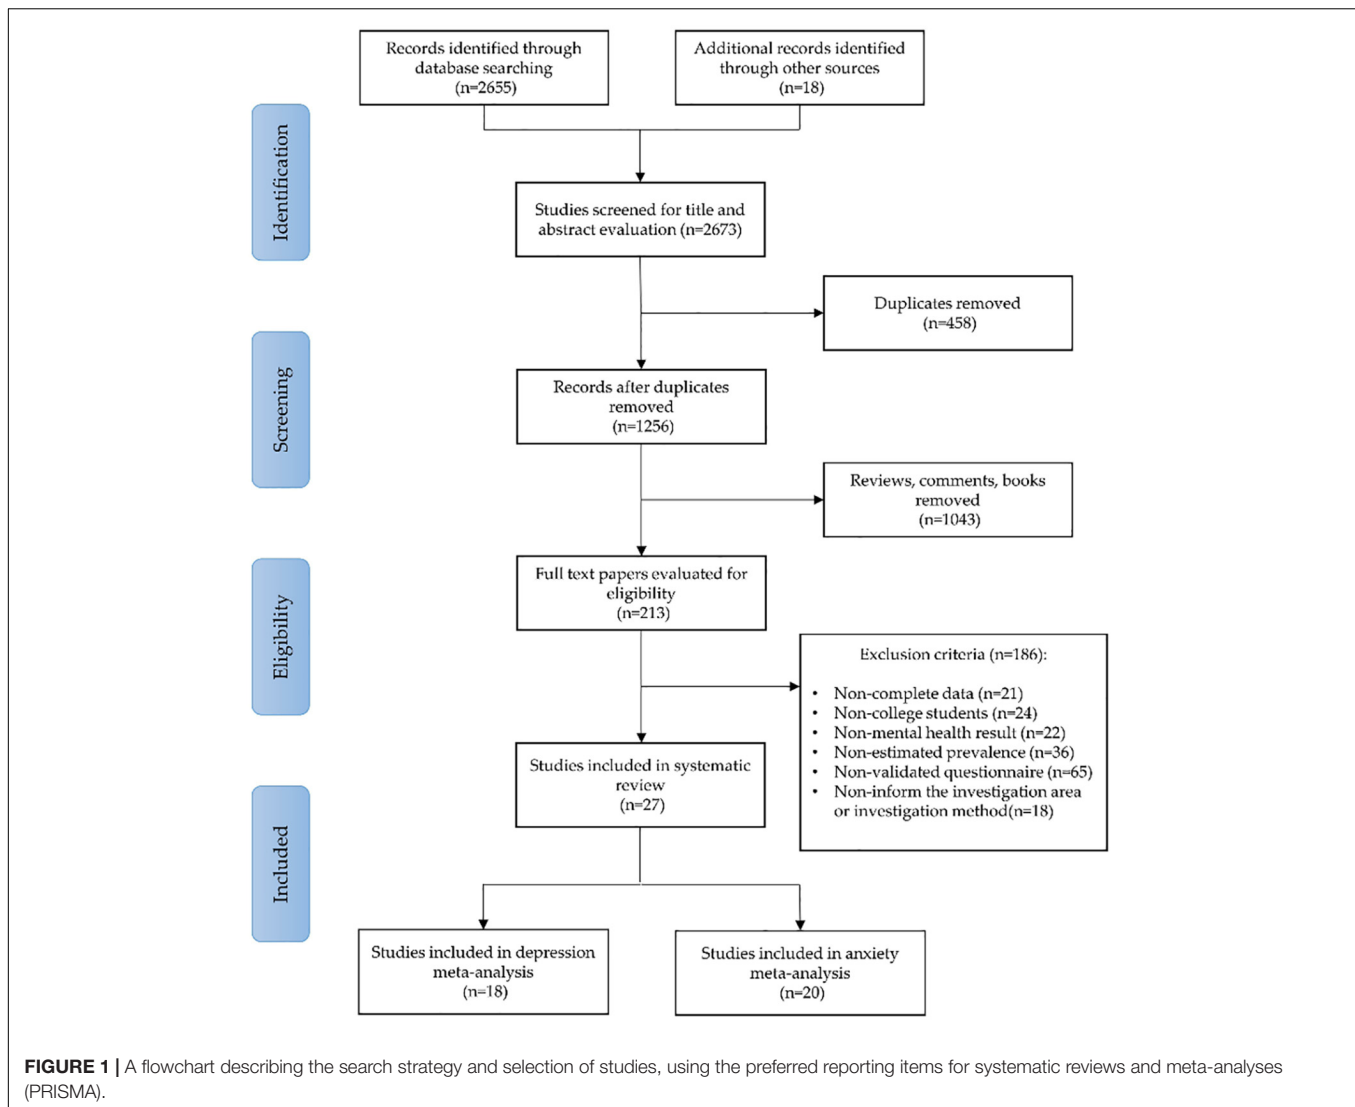 Records identified through
database searching
(n=2655)
Additional records identified
through other sources
(n=18)
Identification
Studies screened for title and
abstract evaluation (n=2673)
Duplicates removed
(n=458)
Screening
Records after duplicates
removed
(n=1256)
Reviews, comments, books
removed
(n=1043)
Eligibility
Full text papers evaluated for
eligibility
(n=213)
Exclusion criteria (n=186):
• Non-complete data (n=21)
• Non-college students (n=24)
• Non-mental health result (n=22)
• Non-estimated prevalence (n=36)
• Non-validated questionnaire (n=65)
• Non-inform the investigation area
or investigation method(n=18)
Studies included in systematic
review
(n=27)
Included
Studies included in depression
meta-analysis
(n=18)
Studies included in anxiety
meta-analysis
(n=20)
FIGURE 1 | A flowchart describing the search strategy and selection of studies, using the preferred reporting items for systematic reviews and meta-analyses
(PRISMA).